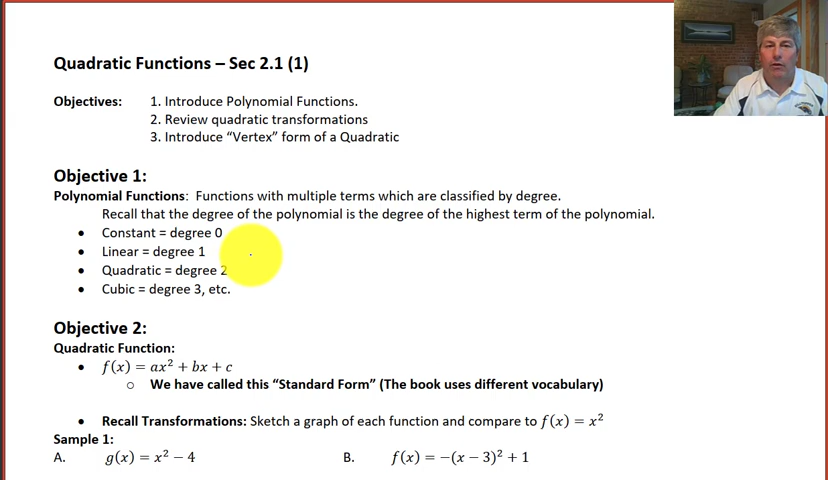 Quadratic Functions – Sec 2.1 (1)
Objectives: 1. Introduce Polynomial Functions.
2. Review quadratic transformations
3. Introduce “Vertex” form of a Quadratic
Objective 1:
Polynomial Functions: Functions with multiple terms which are classified by degree.
Recall that the degree of the polynomial is the degree of the highest term of the polynomial.
• Constant = degree 0
• Linear = degree 1
• Quadratic = degree 2
• Cubic = degree 3, etc.
Objective 2:
Quadratic Function:
• f(x) = ax² + bx + c
o We have called this “Standard Form” (The book uses different vocabulary)
• Recall Transformations: Sketch a graph of each function and compare to f(x) = x²
Sample 1:
A. g(x) = x² − 4 B. f(x) = −(x − 3)² + 1